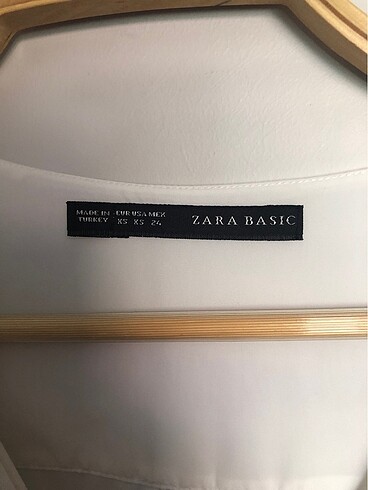 MADE IN EUR USA MEX
TURKEY XS XS 24
ZARA BASIC